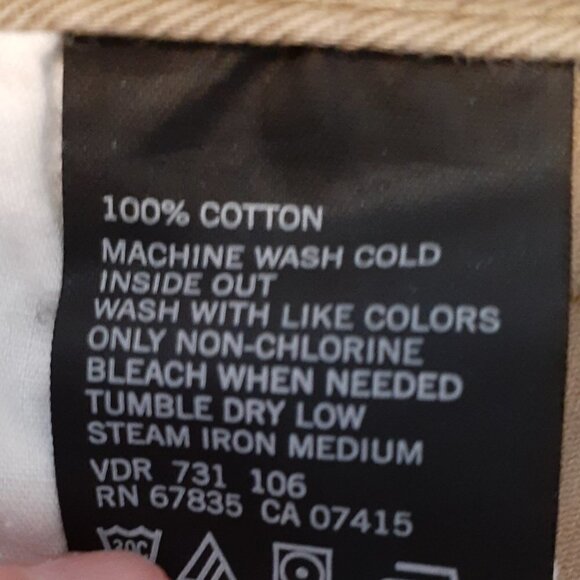 100% COTTON
MACHINE WASH COLD
INSIDE OUT
WASH WITH LIKE COLORS
ONLY NON-CHLORINE
BLEACH WHEN NEEDED
TUMBLE DRY LOW
STEAM IRON MEDIUM
VDR 731 106
RN 67835 CA 07415
30C